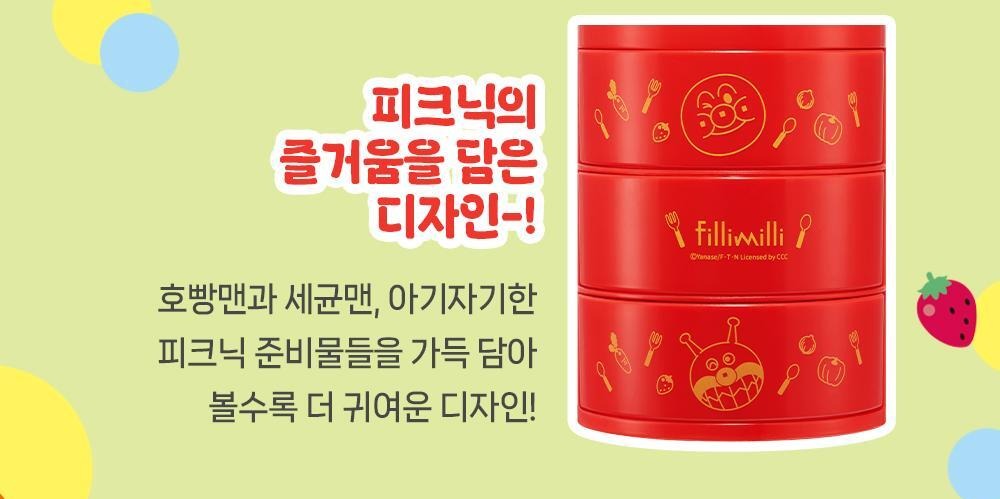 피크닉의
즐거움을 담은
디자인-!
호빵맨과 세균맨, 아기자기한
피크닉 준비물들을 가득 담아
볼수록 더 귀여운 디자인!
fillimilli
©Yanase/F·T·N Licensed by CCC